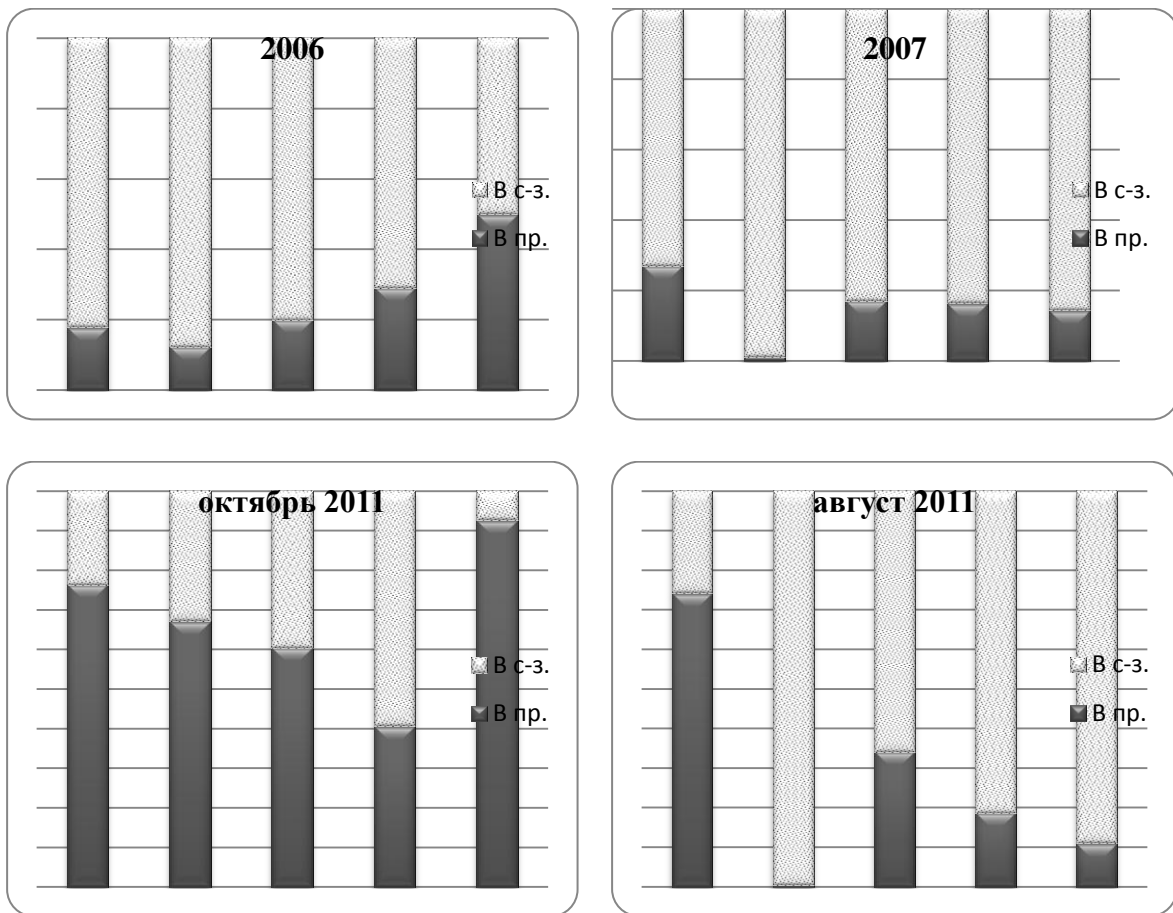 2006
В с-з.
В пр.
2007
В с-з.
В пр.
октябрь 2011
В с-з.
В пр.
август 2011
В с-з.
В пр.